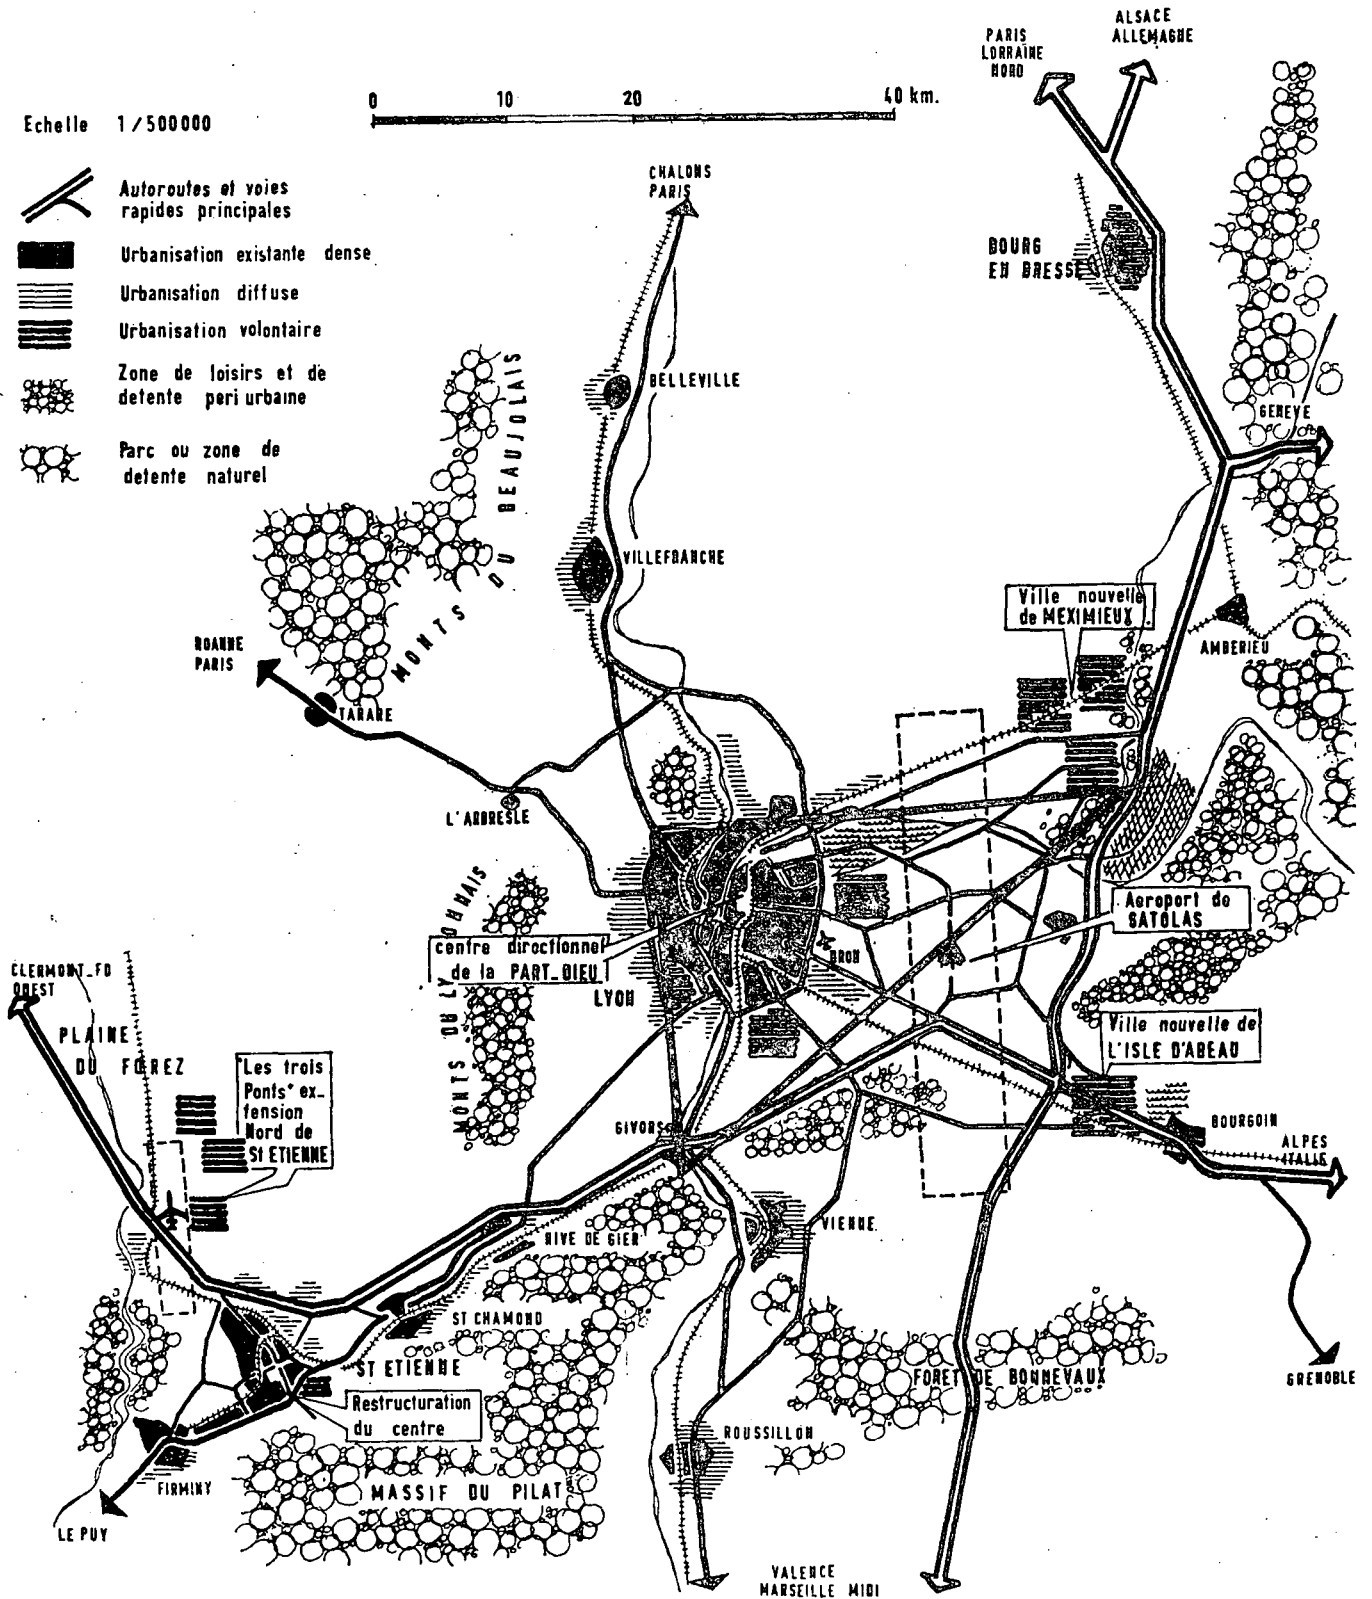 ALSACE
ALLEMAGNE
PARIS
LORRAINE
NORD
0 10 20 40 km.
Echelle 1/500000
Autoroutes et voies
rapides principales
Urbanisation existante dense
Urbanisation diffuse
Urbanisation volontaire
Zone de loisirs et de
detente peri urbaine
Parc ou zone de
detente naturel
CHALONS
PARIS
BOURG
EN BRESSE
BELLEVILLE
GENEVE
MONTS DU BEAUJOLAIS
VILLEFRANCHE
Ville nouvelle
de MEXIMIEUX
AMBERIEU
ROANNE
PARIS
TARARE
L'ARBRESLE
MONTS DU LYONNAIS
Aeroport de
SATOLAS
centre directionnel
de la PART_DIEU
BRON
LYON
CLERMONT_FD
OUEST
PLAINE
DU FOREZ
Les trois
Ponts" ex_
tension
Nord de
St ETIENNE
Ville nouvelle de
L'ISLE D'ABEAU
GIVORS
BOURGOIN
ALPES
ITALIE
VIENNE
RIVE DE GIER
ST CHAMOND
ST ETIENNE
Restructuration
du centre
FORET DE BONNEVAUX
GRENOBLE
ROUSSILLON
FIRMINY
MASSIF DU PILAT
LE PUY
VALENCE
MARSEILLE MIDI